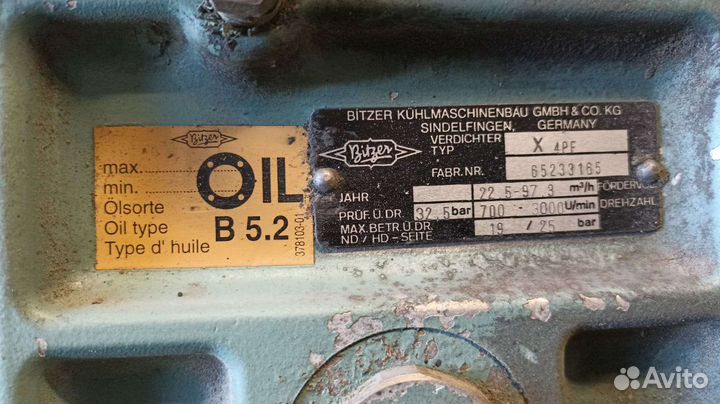 Bitzer
max.
min.
OIL
Ölsorte
Oil type
Type d' huile
B 5.2
378103-01
Bitzer
BITZER KÜHLMASCHINENBAU GMBH & CO. KG
SINDELFINGEN, GERMANY
VERDICHTER
TYP X 4PF
FABR.NR. 65233165
JAHR 22.5-97.3 m³/h FÖRDERVOL
PRÜF.Ü.DR. 32.5 bar 700 - 3000 U/min DREHZAHL
MAX.BETR.Ü.DR. 19 / 25 bar
ND / HD - SEITE
Avito